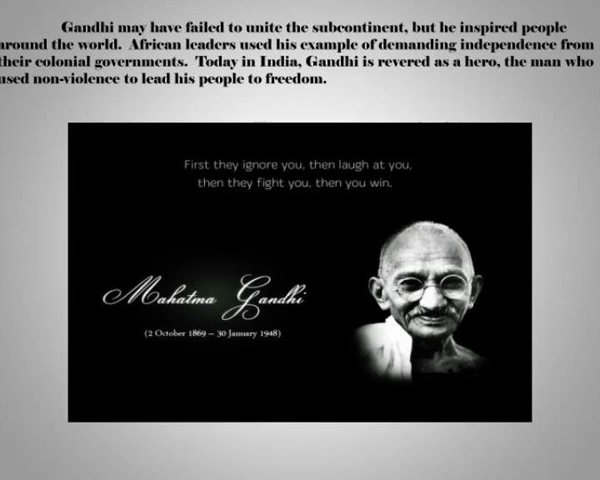 Gandhi may have failed to unite the subcontinent, but he inspired people
around the world. African leaders used his example of demanding independence from
their colonial governments. Today in India, Gandhi is revered as a hero, the man who
used non-violence to lead his people to freedom.
First they ignore you, then laugh at you,
then they fight you, then you win.
Mahatma Gandhi
(2 October 1869 – 30 January 1948)